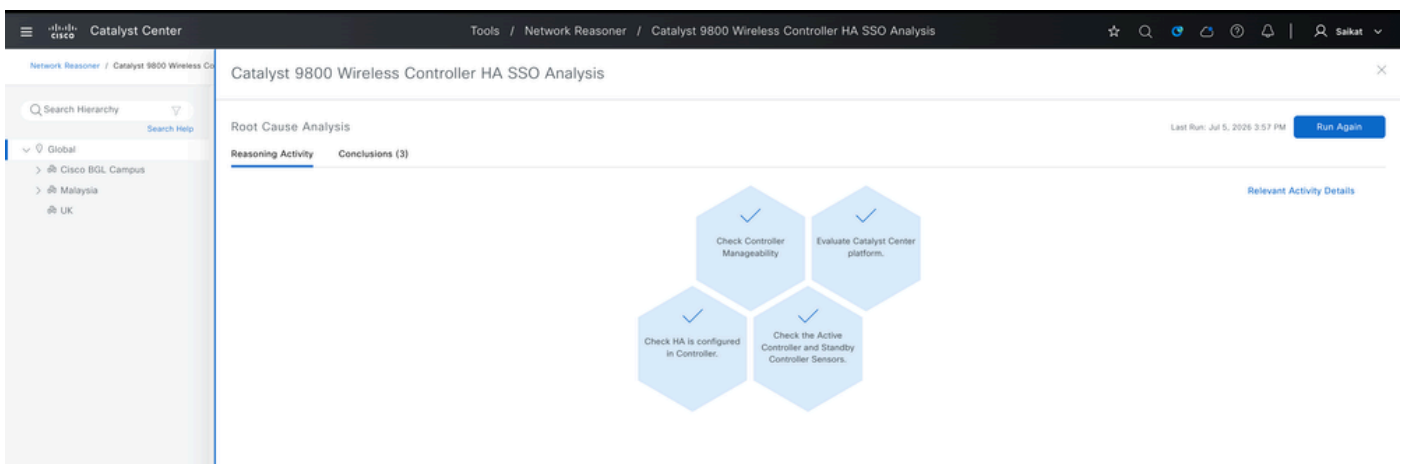 CISCO Catalyst Center Tools / Network Reasoner / Catalyst 9800 Wireless Controller HA SSO Analysis Saikat
Network Reasoner / Catalyst 9800 Wireless Co
Catalyst 9800 Wireless Controller HA SSO Analysis
Search Hierarchy
Search Help
Global
Cisco BGL Campus
Malaysia
UK
Root Cause Analysis
Last Run: Jul 5, 2026 3:57 PM Run Again
Reasoning Activity Conclusions (3)
Relevant Activity Details
Check Controller
Manageability
Evaluate Catalyst Center
platform.
Check HA is configured
in Controller.
Check the Active
Controller and Standby
Controller Sensors.